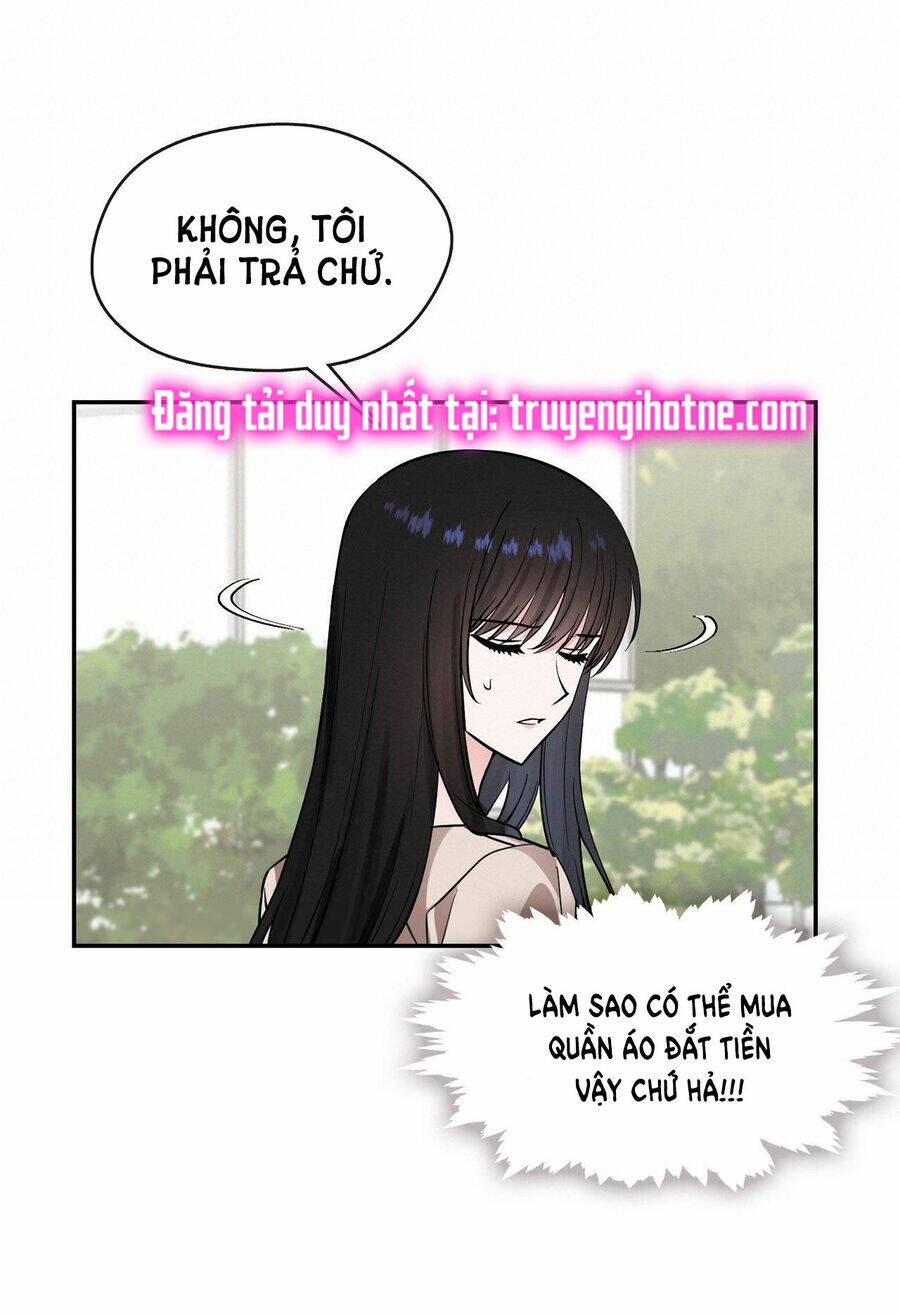 KHÔNG, TÔI
PHẢI TRẢ CHỨ.
Đăng tải duy nhất tại: truyengihotne.com
LÀM SAO CÓ THỂ MUA
QUẦN ÁO ĐẮT TIỀN
VẬY CHỨ HẢ!!!